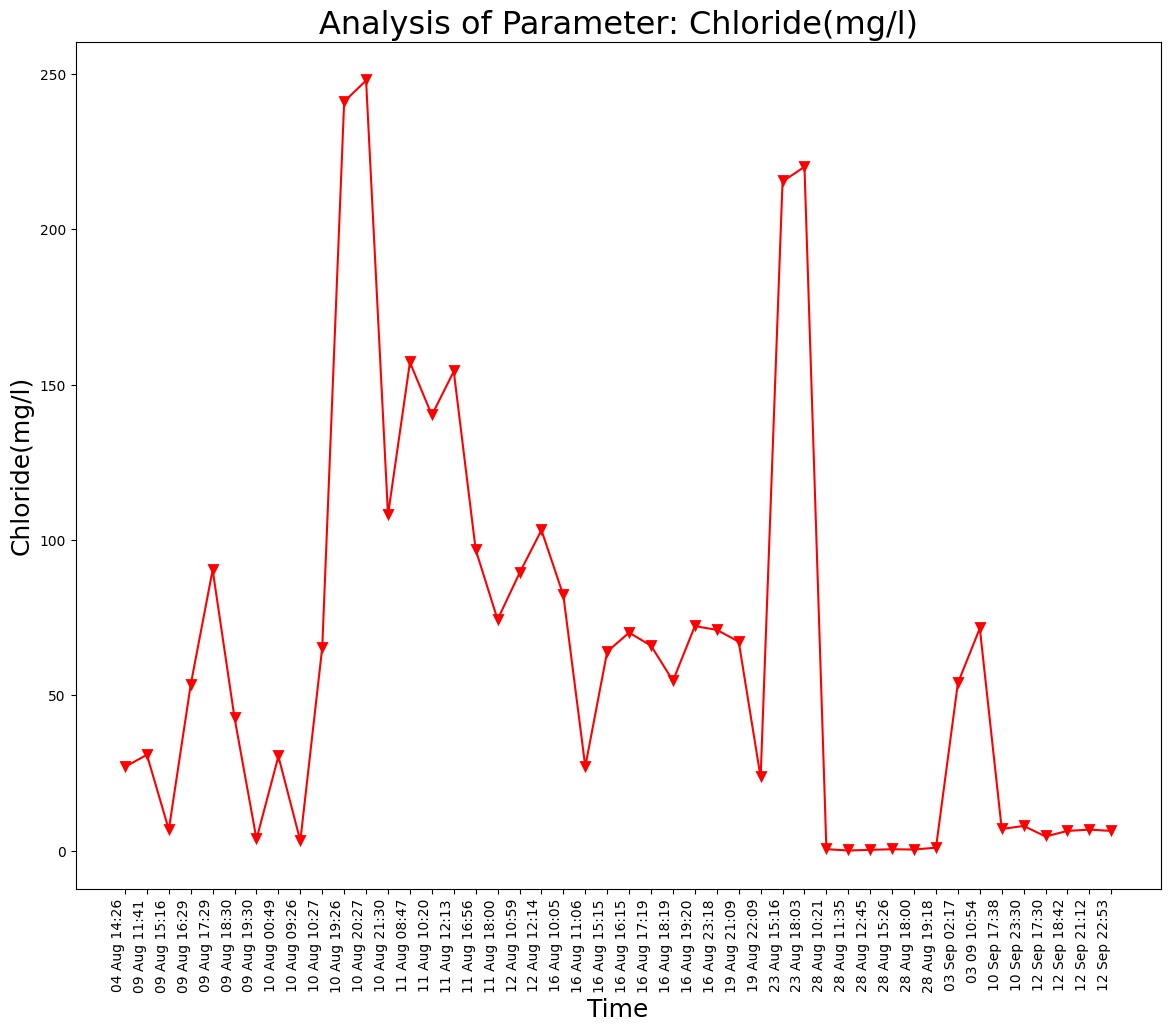 Analysis of Parameter: Chloride(mg/l)
Chloride(mg/l)
250
200
150
100
50
0
04 Aug 14:26
09 Aug 11:41
09 Aug 15:16
09 Aug 16:29
09 Aug 17:29
09 Aug 18:30
09 Aug 19:30
10 Aug 00:49
10 Aug 09:26
10 Aug 10:27
10 Aug 19:26
10 Aug 20:27
10 Aug 21:30
11 Aug 08:47
11 Aug 10:20
11 Aug 12:13
11 Aug 16:56
11 Aug 18:00
12 Aug 10:59
12 Aug 12:14
16 Aug 10:05
16 Aug 11:06
16 Aug 15:15
16 Aug 16:15
16 Aug 17:19
16 Aug 18:19
16 Aug 19:20
16 Aug 23:18
19 Aug 21:09
19 Aug 22:09
23 Aug 15:16
23 Aug 18:03
28 Aug 10:21
28 Aug 11:35
28 Aug 12:45
28 Aug 15:26
28 Aug 18:00
28 Aug 19:18
03 Sep 02:17
03 09 10:54
10 Sep 17:38
10 Sep 23:30
12 Sep 17:30
12 Sep 18:42
12 Sep 21:12
12 Sep 22:53
Time